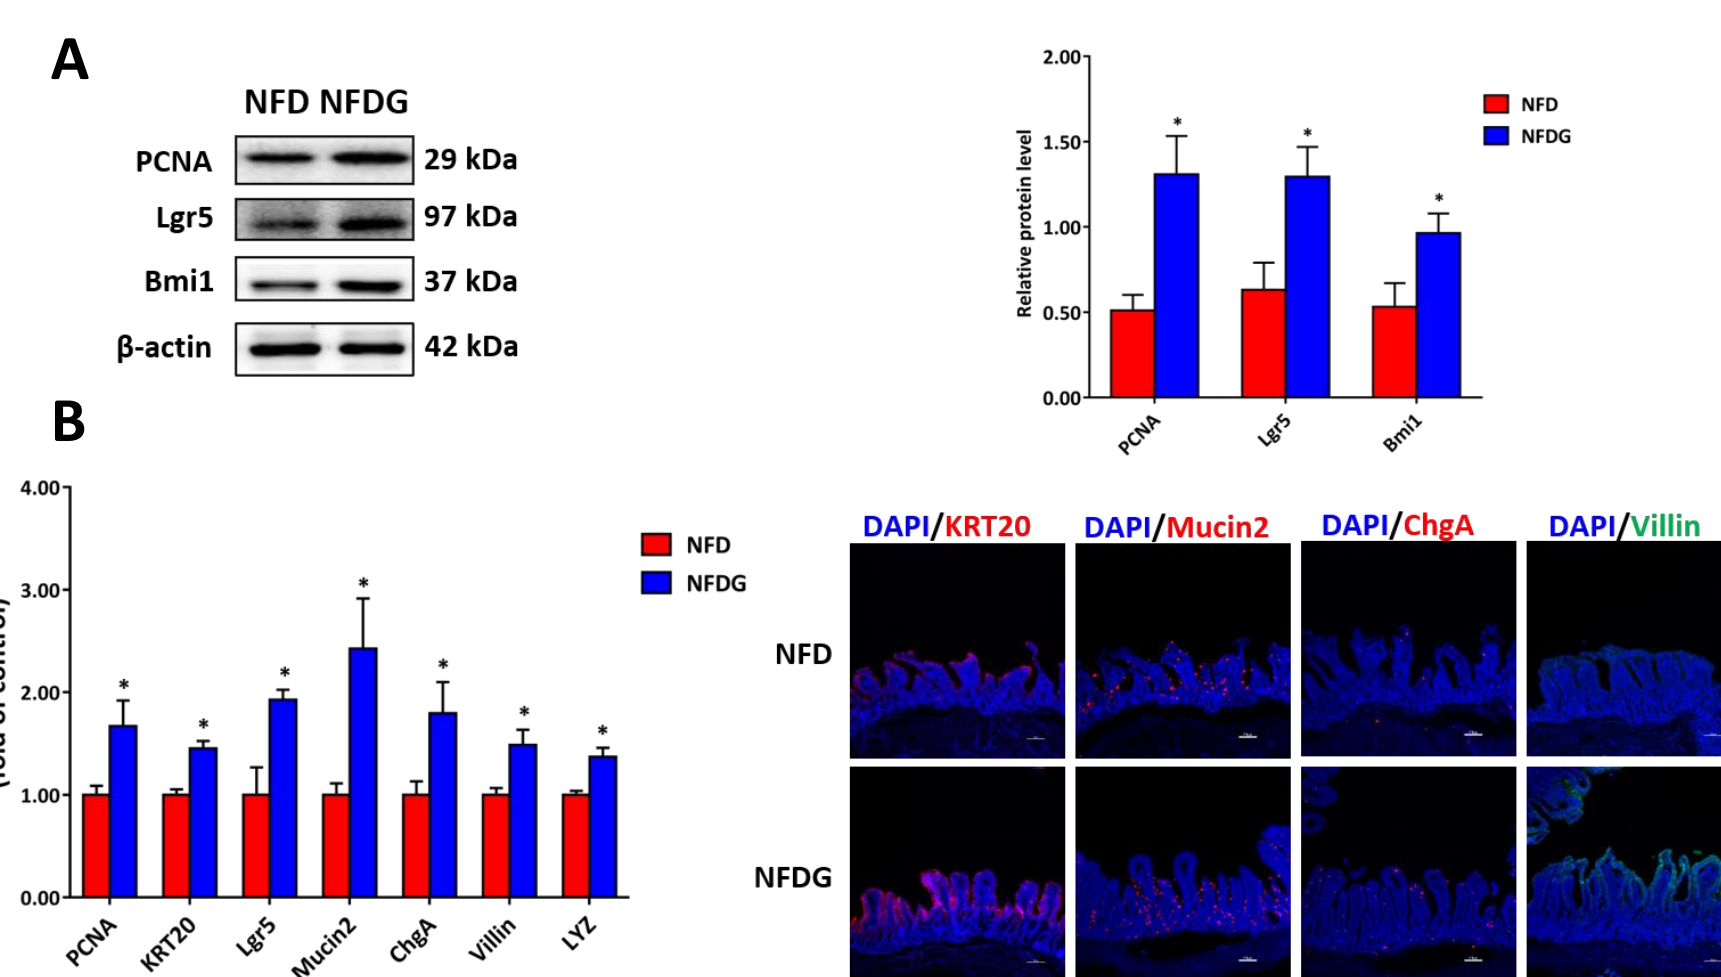 A
NFD NFDG
PCNA 29 kDa
Lgr5 97 kDa
Bmi1 37 kDa
β-actin 42 kDa
Relative protein level
2.00
1.50
1.00
0.50
0.00
* * *
PCNA Lgr5 Bmi1
NFD
NFDG
B
4.00
3.00
2.00
1.00
0.00
* * * * * * *
PCNA KRT20 Lgr5 Mucin2 ChgA Villin LYZ
NFD
NFDG
DAPI/KRT20 DAPI/Mucin2 DAPI/ChgA DAPI/Villin
NFD
NFDG